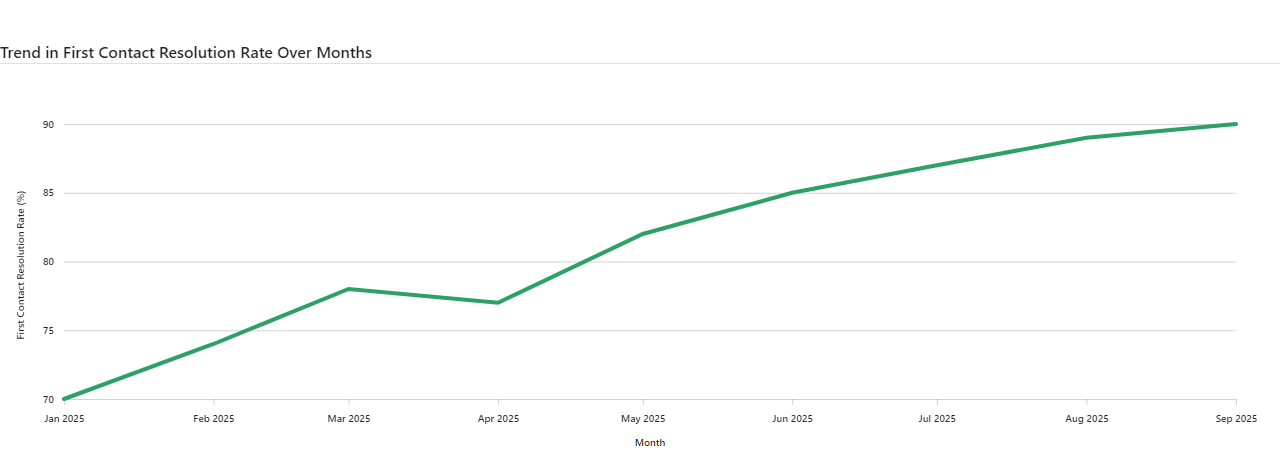 Trend in First Contact Resolution Rate Over Months
90
85
80
75
70
First Contact Resolution Rate (%)
Jan 2025 Feb 2025 Mar 2025 Apr 2025 May 2025 Jun 2025 Jul 2025 Aug 2025 Sep 2025
Month